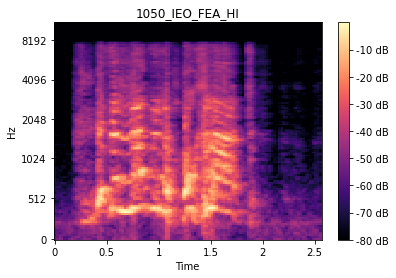 1050_IEO_FEA_HI
8192
4096
2048
1024
512
0
Hz
0
0.5
1
1.5
2
2.5
Time
-10 dB
-20 dB
-30 dB
-40 dB
-50 dB
-60 dB
-70 dB
-80 dB